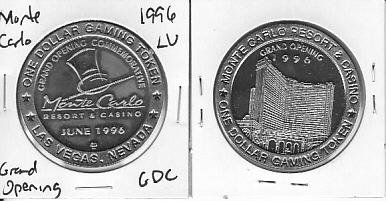 Monte
Carlo
1996
LV
ONE DOLLAR GAMING TOKEN
GRAND OPENING COMMEMORATIVE
Monte Carlo
RESORT & CASINO
JUNE 1996
LAS VEGAS, NEVADA
Grand
Opening
GDC
MONTE CARLO RESORT & CASINO
GRAND OPENING
1996
ONE DOLLAR GAMING TOKEN